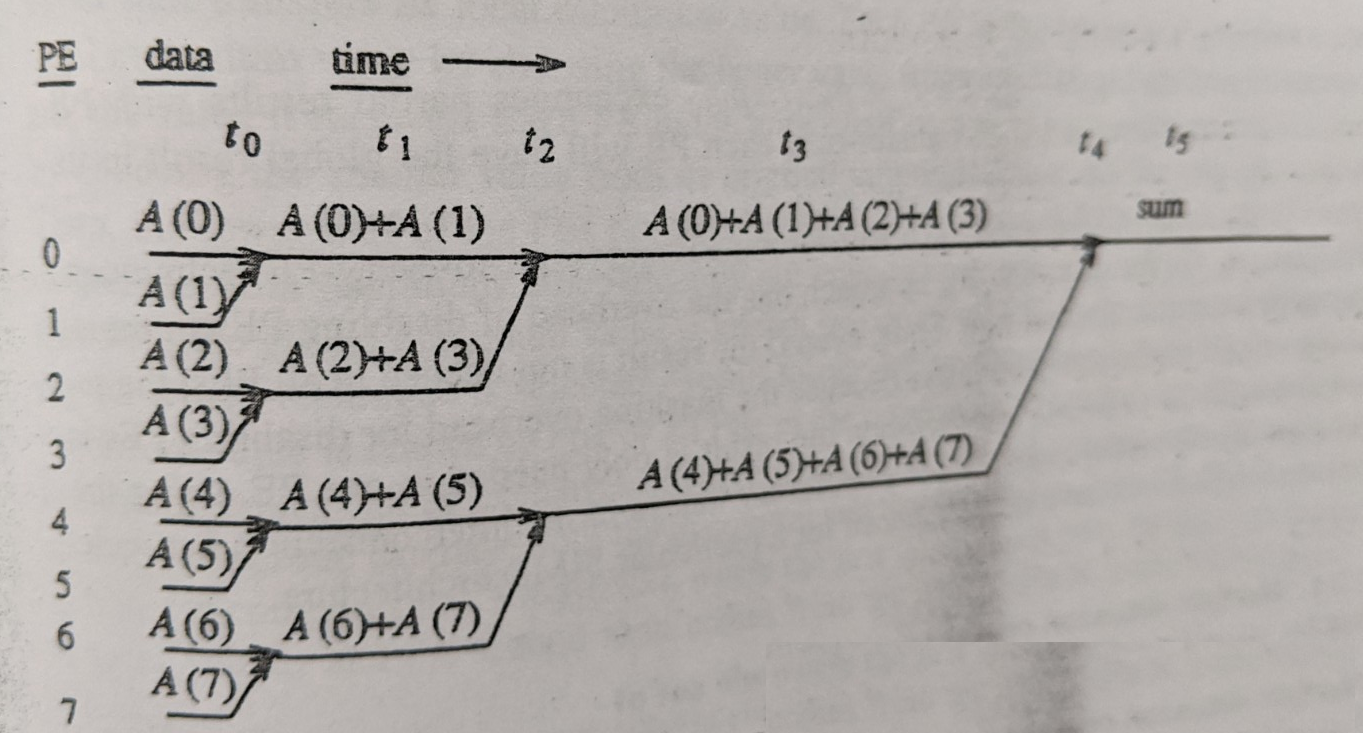 PE data time
t0 t1 t2 t3 t4 t5
A (0) A (0)+A (1) A (0)+A (1)+A (2)+A (3) sum
0
A (1)
1
A (2) A (2)+A (3)
2
A (3)
3
A (4) A (4)+A (5) A (4)+A (5)+A (6)+A (7)
4
A (5)
5
A (6) A (6)+A (7)
6
A (7)
7